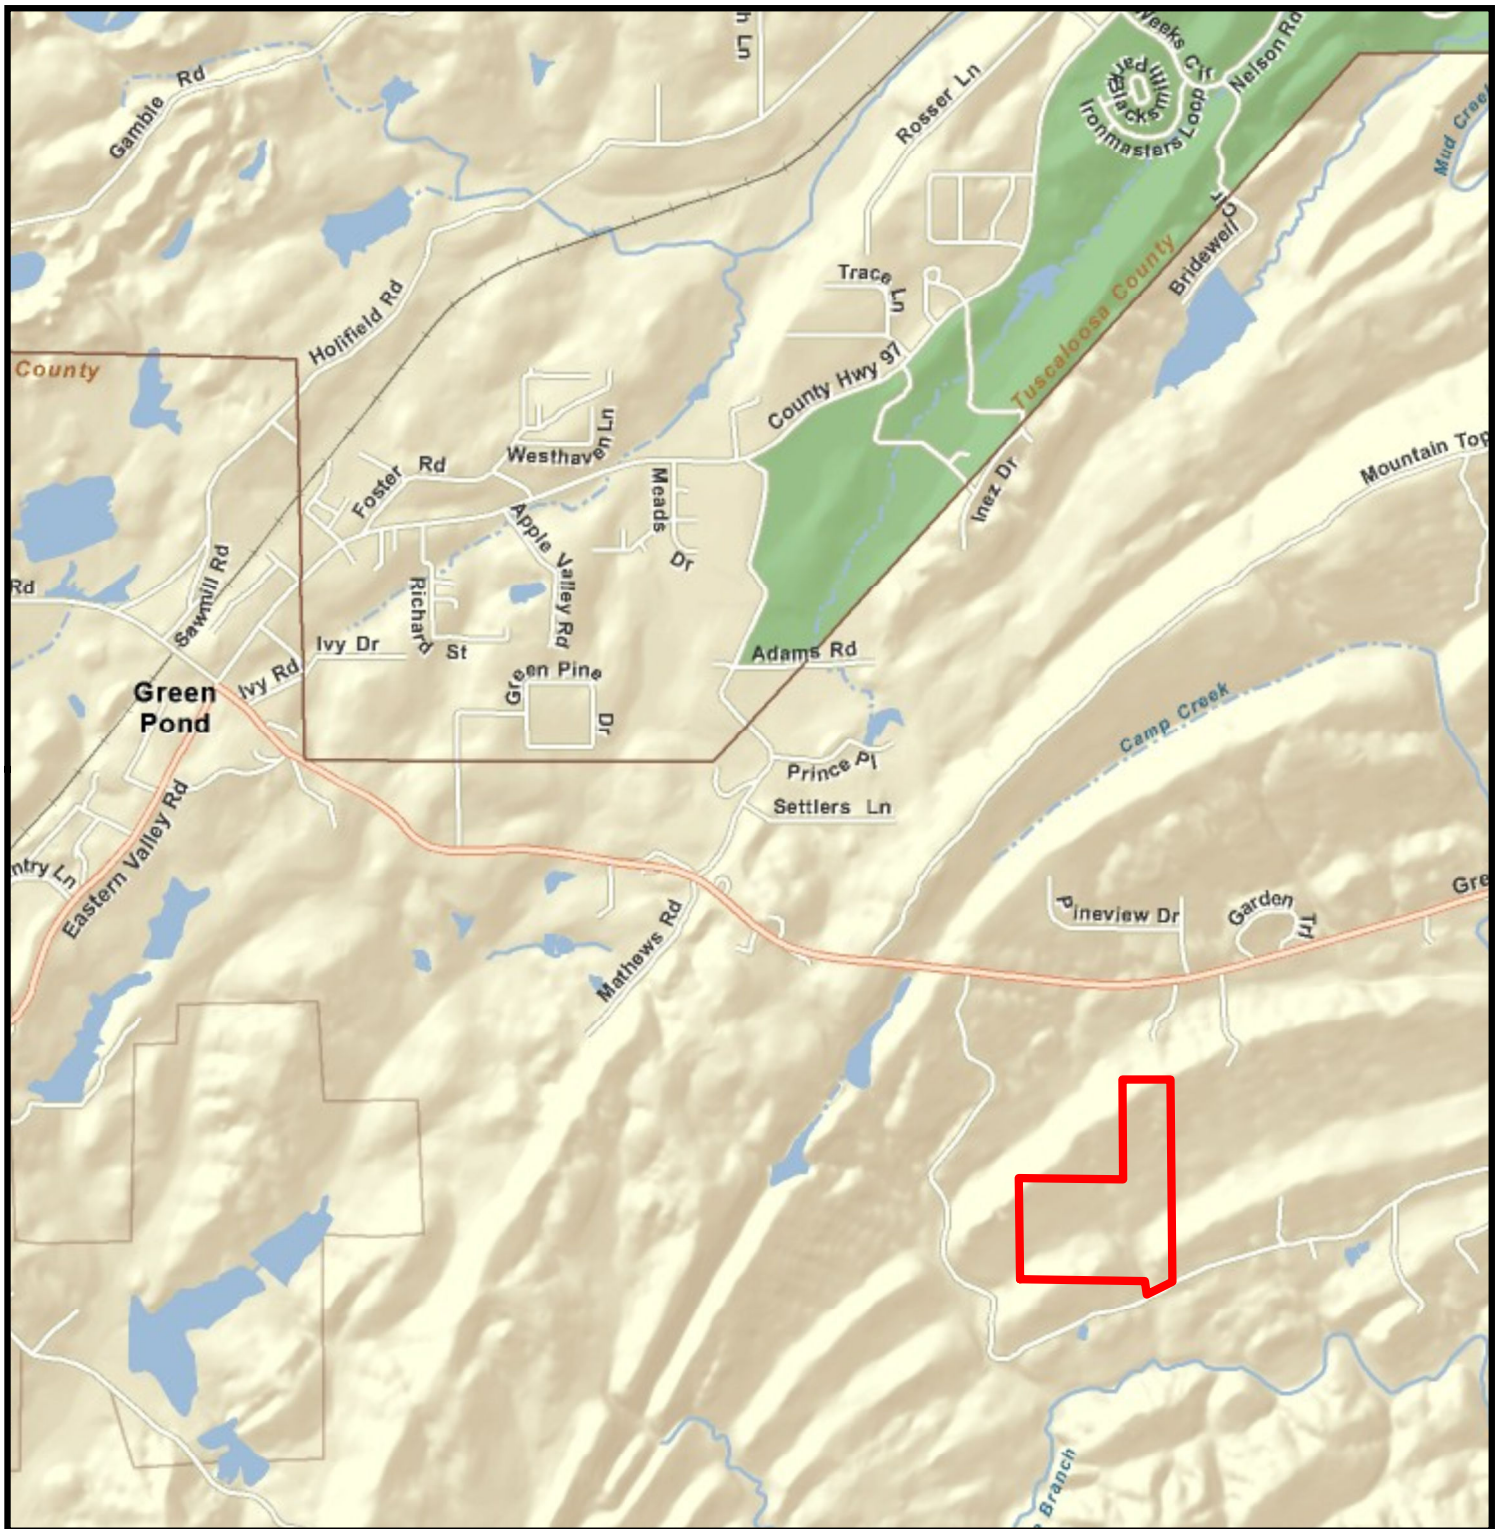 Weeks Cir
Nelson Rd
h Ln
Gamble Rd
Rosser Ln
Park
Blacksmith
Ironmasters Loop
Mud Creek
Bridewell Cir
Tuscaloosa County
Trace Ln
Holifield Rd
County
County Hwy 97
Westhaven Ln
Mountain Top
Foster Rd
Meads Dr
Inez Dr
Apple Valley Rd
Sawmill Rd
Rd
Richard St
Ivy Dr
Adams Rd
Ivy Rd
Green Pine Dr
Green
Pond
Camp Creek
Prince Pl
Settlers Ln
Eastern Valley Rd
ntry Ln
Gre
Pineview Dr
Garden Trl
Mathews Rd
Branch